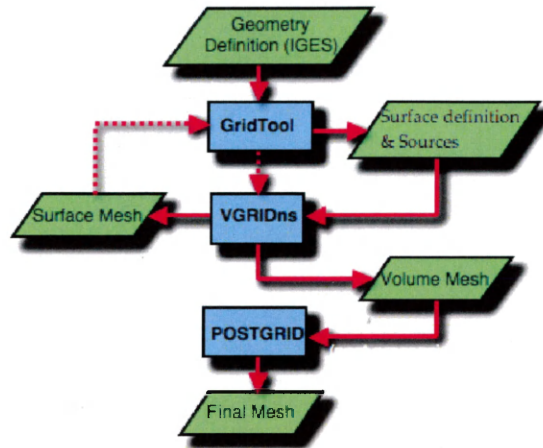 Geometry
Definition (IGES)
GridTool
Surface definition
& Sources
Surface Mesh
VGRIDns
Volume Mesh
POSTGRID
Final Mesh